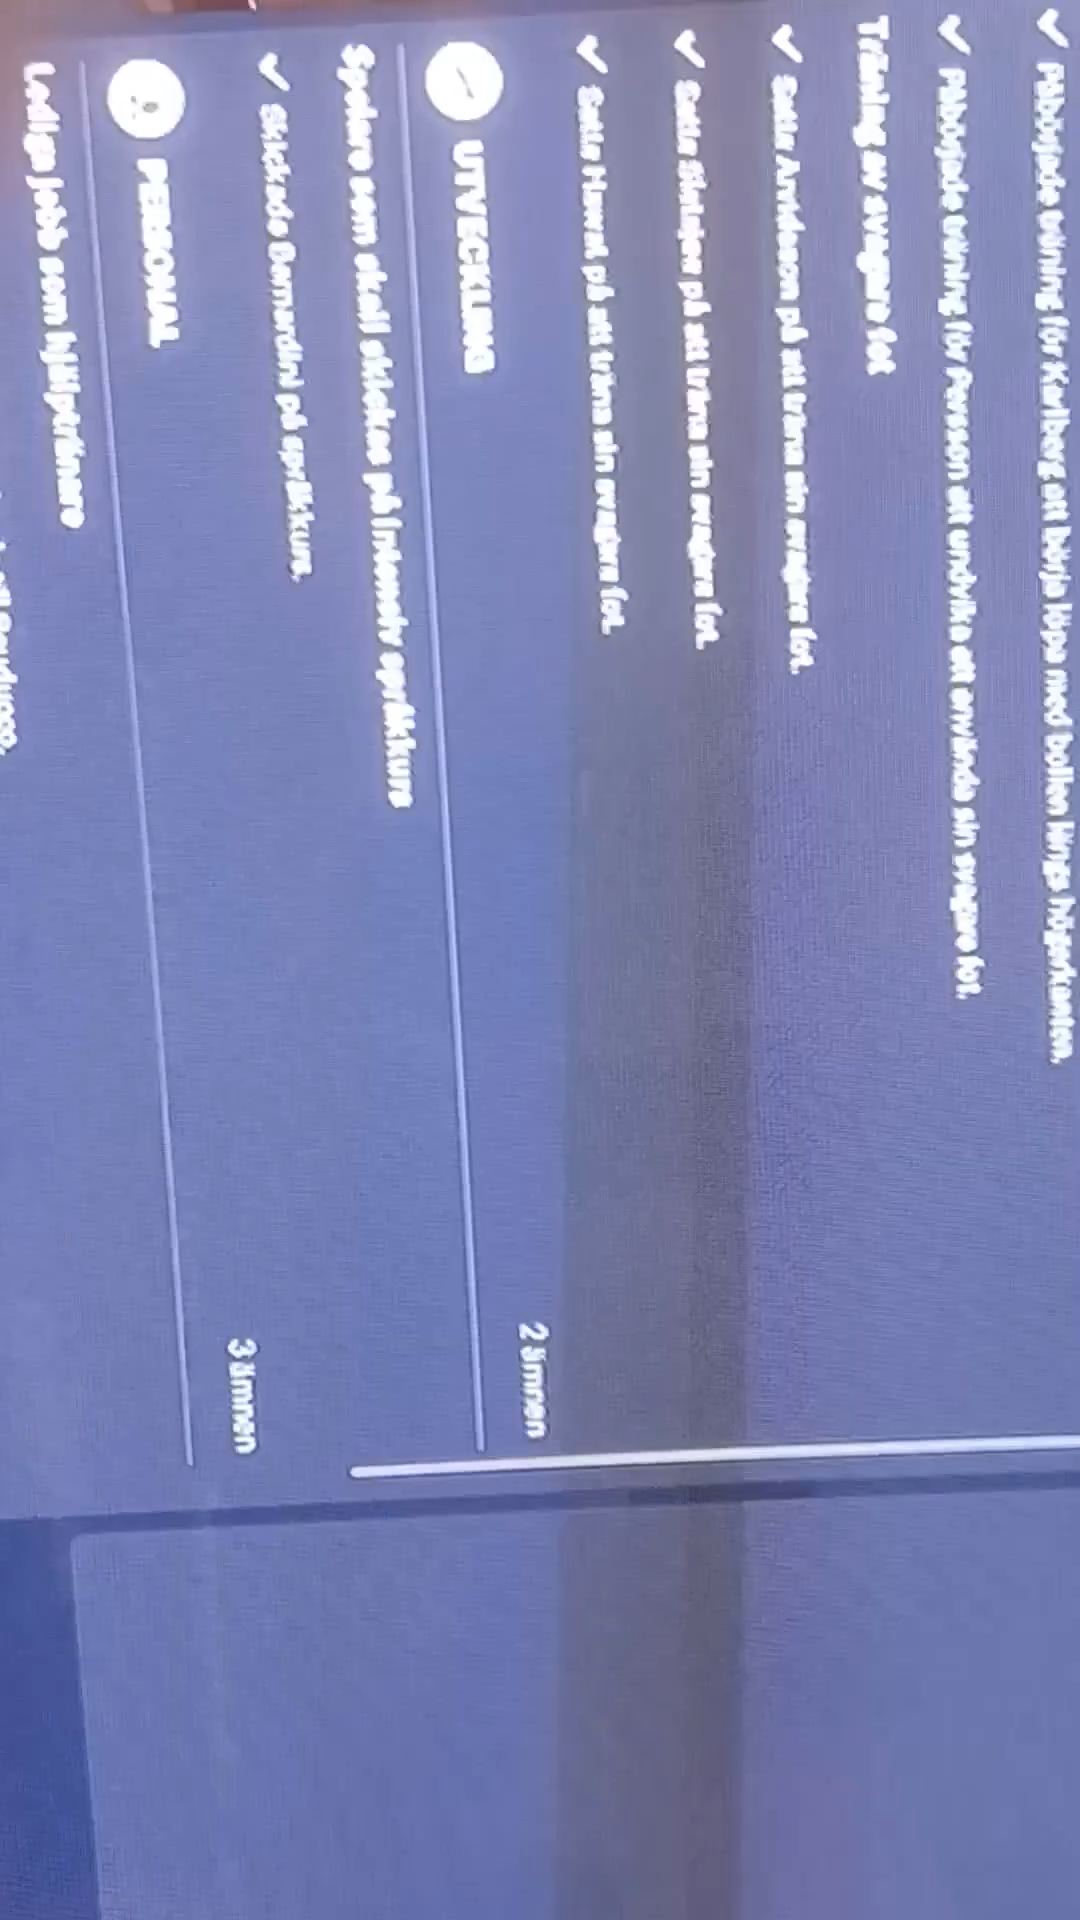 ✓ Påbörjade träning för Karlberg att börja löpa med bollen längs högerkanten.
✓ Påbörjade träning för Persson att undvika att använda sin svagare fot.
Träning av svagare fot
✓ Satte Arvidsson på att träna sin svagare fot.
✓ Satte på att träna sin svagare fot.
✓ Satte på att träna sin svagare fot.
UTVECKLING 2 ämnen
Spelare som skall skickas på intensiv språkkurs
✓ Skickade Bernardini på språkkurs.
PERSONAL 3 ämnen
Lediga jobb som hjälptränare